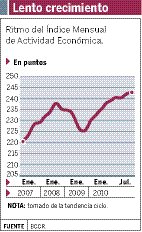 Lento crecimiento
Ritmo del Índice Mensual
de Actividad Económica.
En puntos
250
245
240
235
230
225
220
215
210
205
Ene. Ene. Ene. Ene. Jul.
2007 2008 2009 2010
NOTA: tomado de la tendencia ciclo.
FUENTE BCCR